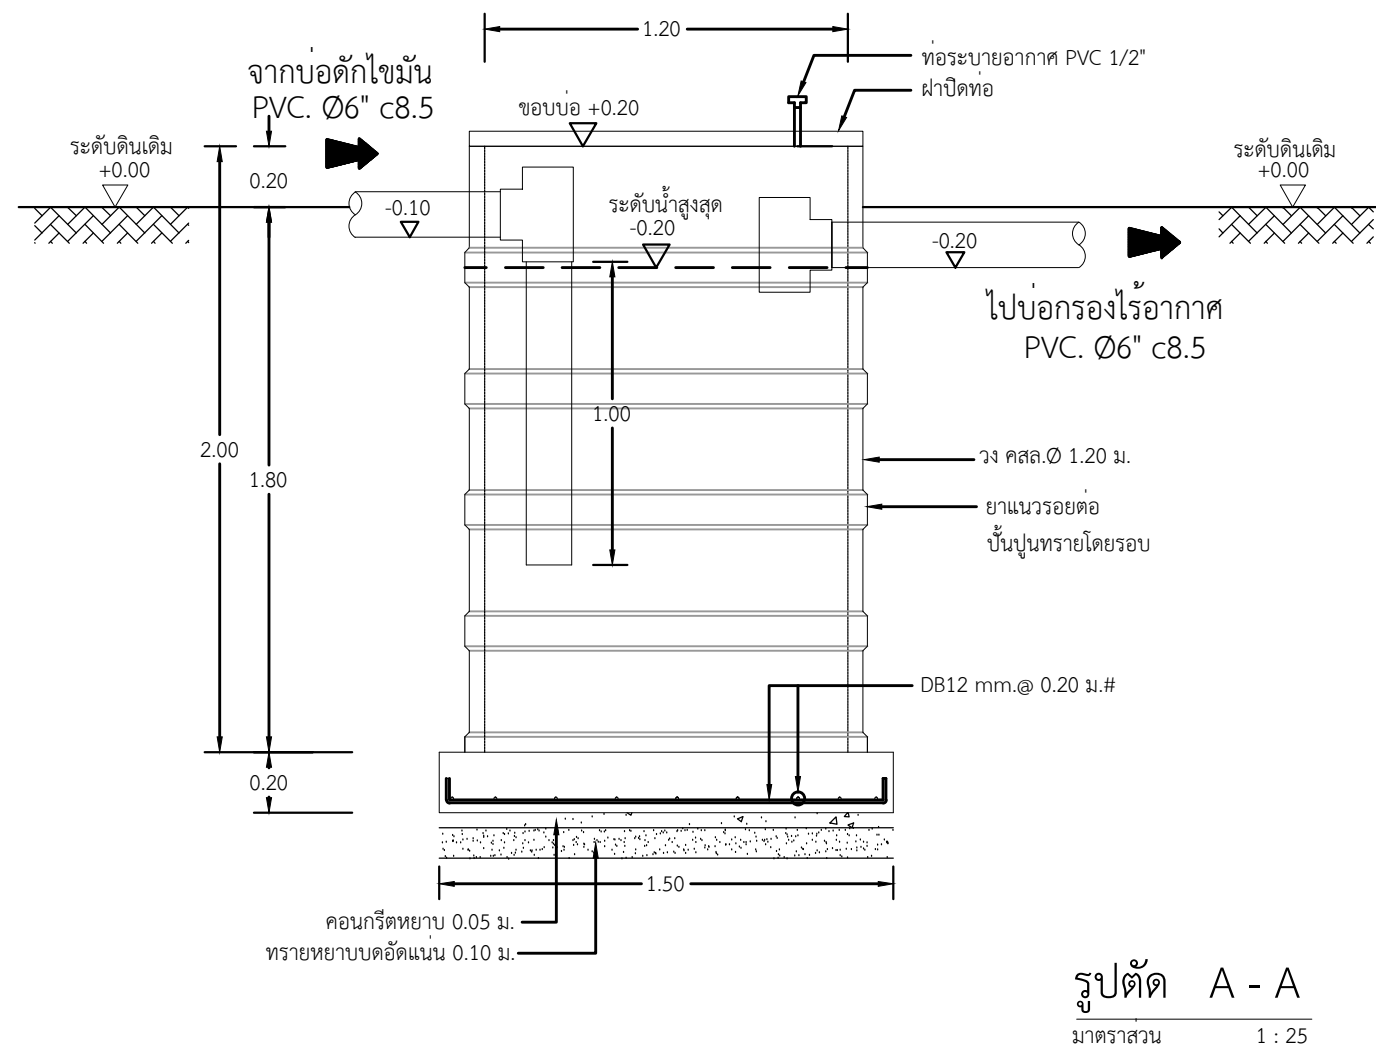 1.20
ท่อระบายอากาศ PVC 1/2"
ฝาปิดท่อ
จากบ่อดักไขมัน
PVC. Ø6" c8.5
ขอบบ่อ +0.20
ระดับดินเดิม
+0.00
ระดับดินเดิม
+0.00
0.20
-0.10
ระดับน้ำสูงสุด
-0.20
-0.20
ไปบ่อกรองไร้อากาศ
PVC. Ø6" c8.5
1.00
2.00
1.80
วง คสล.Ø 1.20 ม.
ยาแนวรอยต่อ
ปั้นปูนทรายโดยรอบ
DB12 mm.@ 0.20 ม.#
0.20
1.50
คอนกรีตหยาบ 0.05 ม.
ทรายหยาบบดอัดแน่น 0.10 ม.
รูปตัด A - A
มาตราส่วน 1 : 25